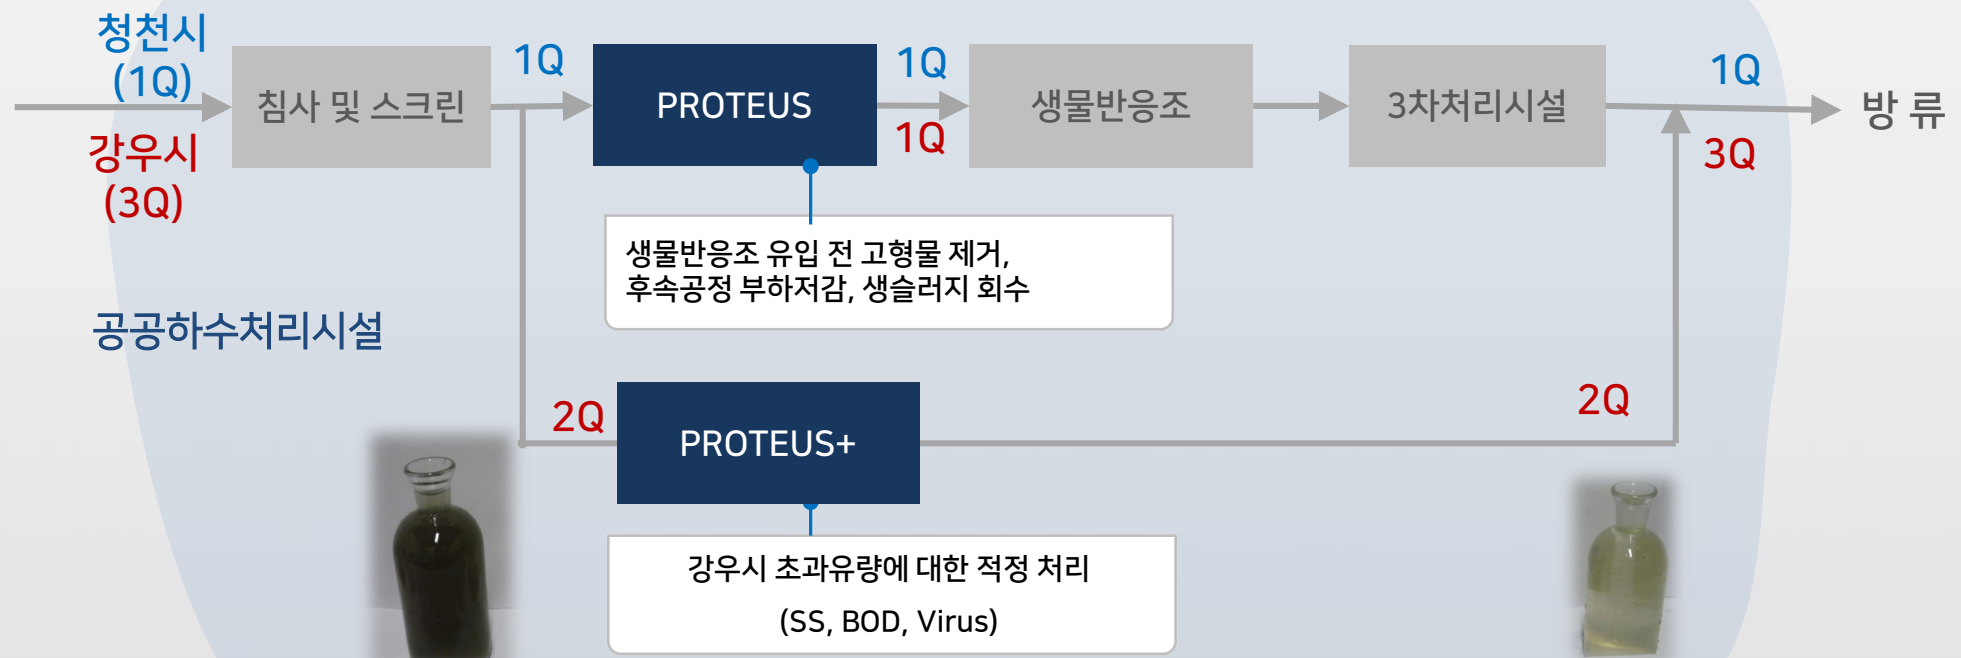 청천시
(1Q)
강우시
(3Q)
침사 및 스크린
1Q
PROTEUS
1Q
1Q
생물반응조
3차처리시설
1Q
3Q
방 류
생물반응조 유입 전 고형물 제거,
후속공정 부하저감, 생슬러지 회수
공공하수처리시설
2Q
PROTEUS+
2Q
강우시 초과유량에 대한 적정 처리
(SS, BOD, Virus)